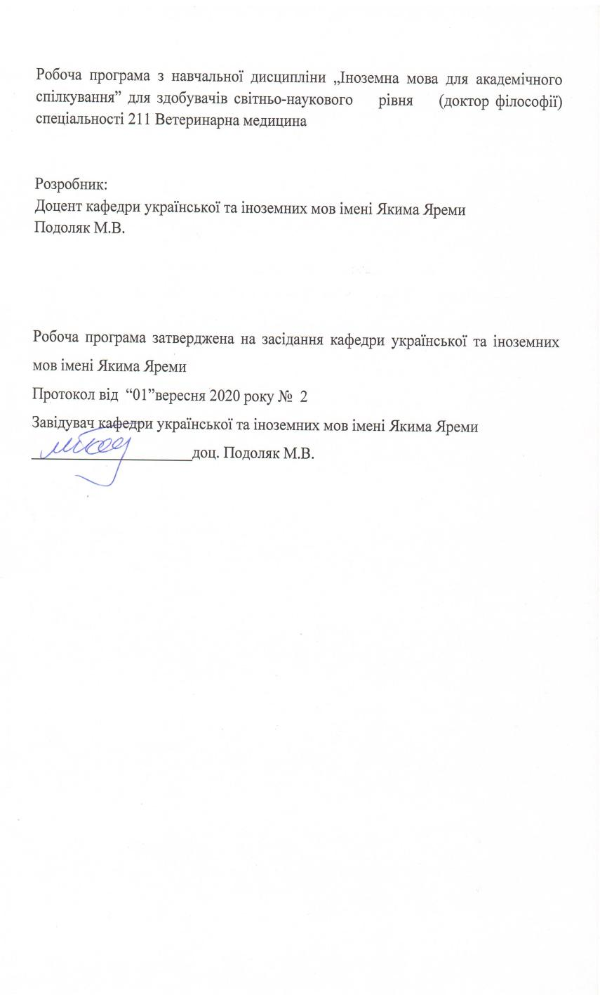 Робоча програма з навчальної дисципліни „Іноземна мова для академічного
спілкування” для здобувачів світньо-наукового рівня (доктор філософії)
спеціальності 211 Ветеринарна медицина
Розробник:
Доцент кафедри української та іноземних мов імені Якима Яреми
Подоляк М.В.
Робоча програма затверджена на засідання кафедри української та іноземних
мов імені Якима Яреми
Протокол від “01”вересня 2020 року № 2
Завідувач кафедри української та іноземних мов імені Якима Яреми
доц. Подоляк М.В.